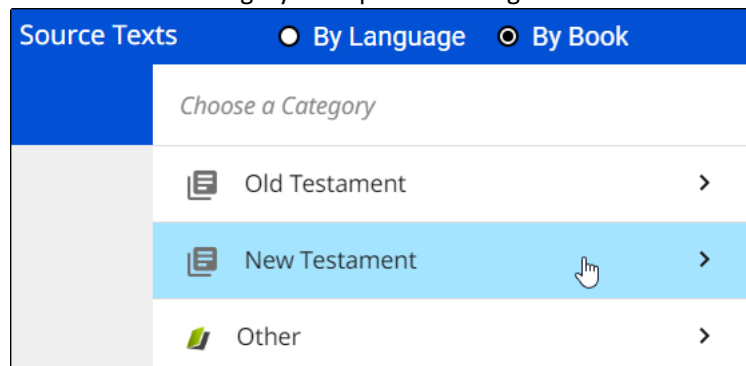 Source Texts By Language By Book
Choose a Category
Old Testament
New Testament
Other